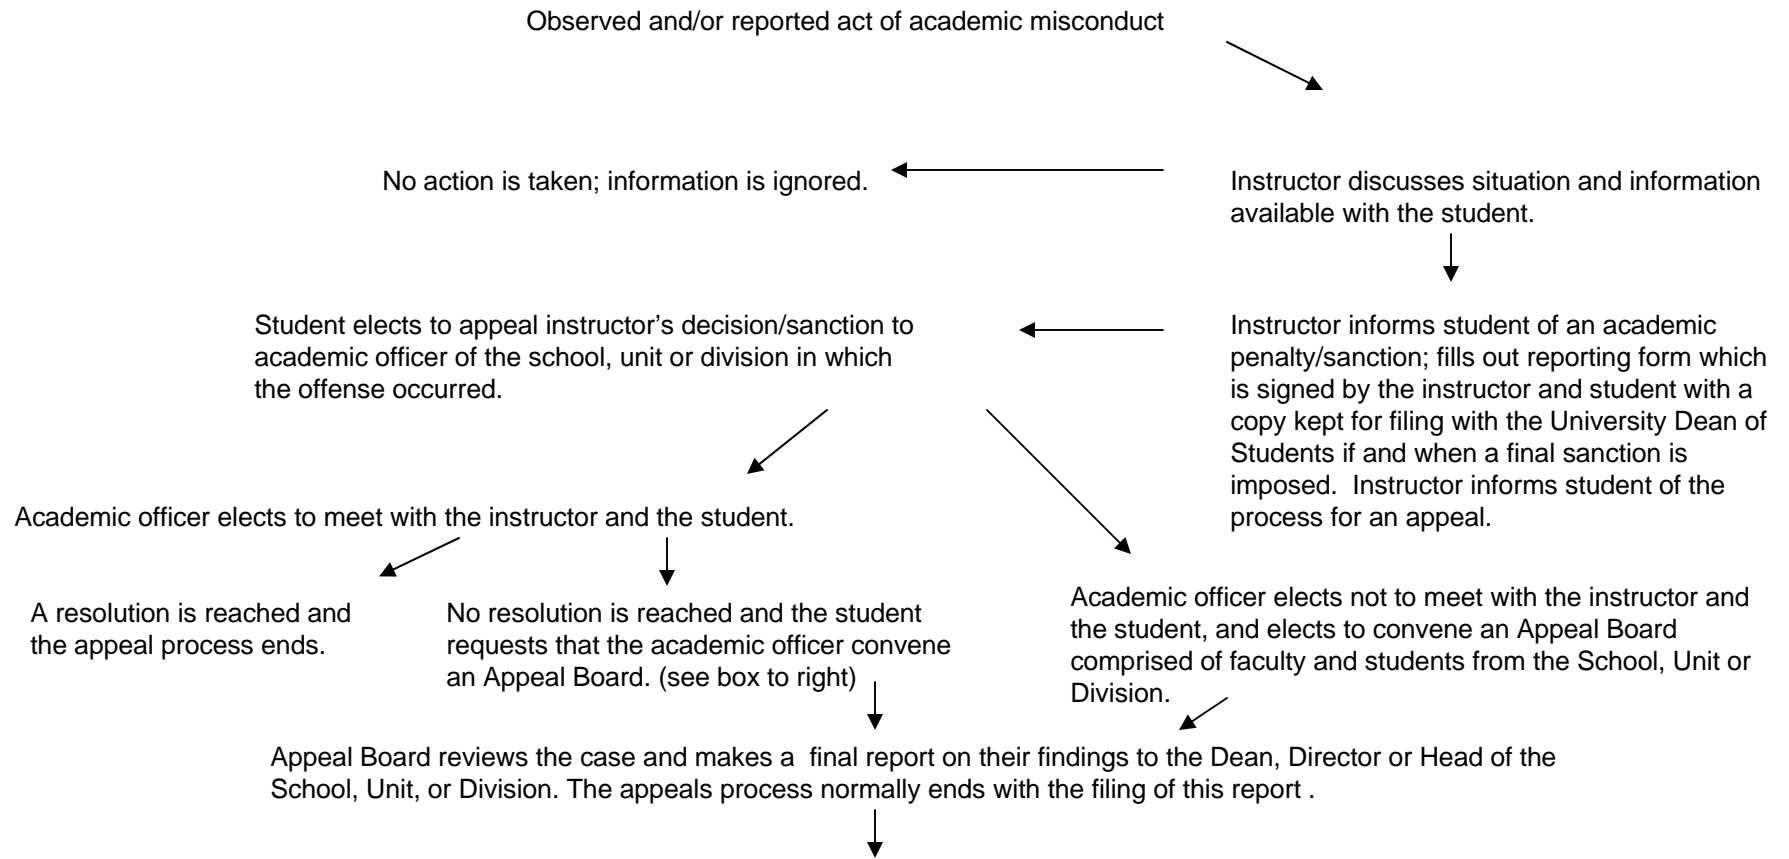 Observed and/or reported act of academic misconduct
No action is taken; information is ignored.
Instructor discusses situation and information
available with the student.
Student elects to appeal instructor’s decision/sanction to
academic officer of the school, unit or division in which
the offense occurred.
Instructor informs student of an academic
penalty/sanction; fills out reporting form which
is signed by the instructor and student with a
copy kept for filing with the University Dean of
Students if and when a final sanction is
imposed.  Instructor informs student of the
process for an appeal.
Academic officer elects to meet with the instructor and the student.
A resolution is reached and
the appeal process ends.
No resolution is reached and the student
requests that the academic officer convene
an Appeal Board. (see box to right)
Academic officer elects not to meet with the instructor and
the student, and elects to convene an Appeal Board
comprised of faculty and students from the School, Unit or
Division.
Appeal Board reviews the case and makes a  final report on their findings to the Dean, Director or Head of the
School, Unit, or Division. The appeals process normally ends with the filing of this report .